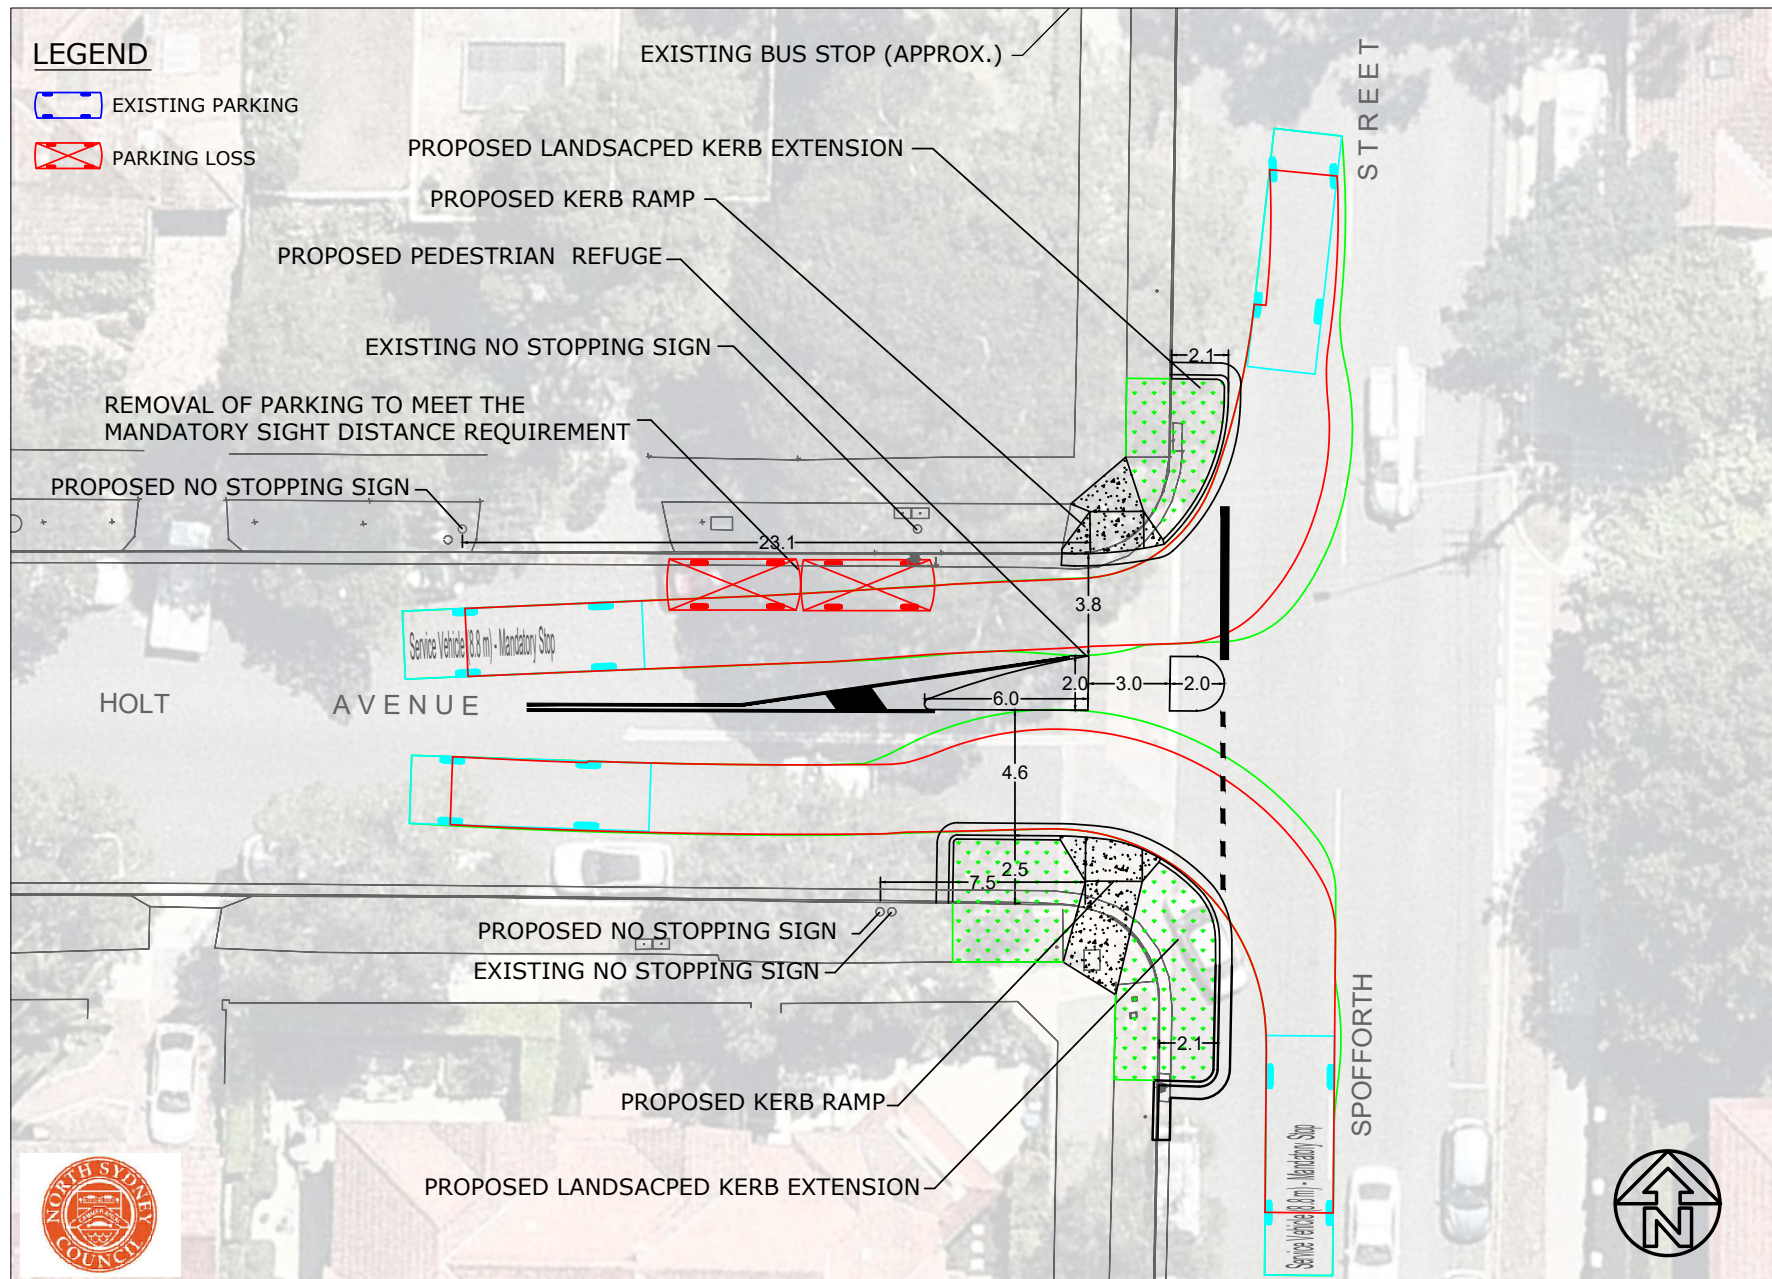 LEGEND
EXISTING PARKING
PARKING LOSS
EXISTING BUS STOP (APPROX.)
STREET
PROPOSED LANDSACPED KERB EXTENSION
PROPOSED KERB RAMP
PROPOSED PEDESTRIAN REFUGE
EXISTING NO STOPPING SIGN
2.1
REMOVAL OF PARKING TO MEET THE
MANDATORY SIGHT DISTANCE REQUIREMENT
PROPOSED NO STOPPING SIGN
23.1
3.8
Service Vehicle (8.8 m) - Mandatory Stop
HOLT AVENUE
6.0
2.0
3.0
2.0
4.6
2.5
7.5
PROPOSED NO STOPPING SIGN
EXISTING NO STOPPING SIGN
2.1
SPOFFORTH
PROPOSED KERB RAMP
Service Vehicle (8.8 m) - Mandatory Stop
PROPOSED LANDSACPED KERB EXTENSION
NORTH SYDNEY
COUNCIL
N